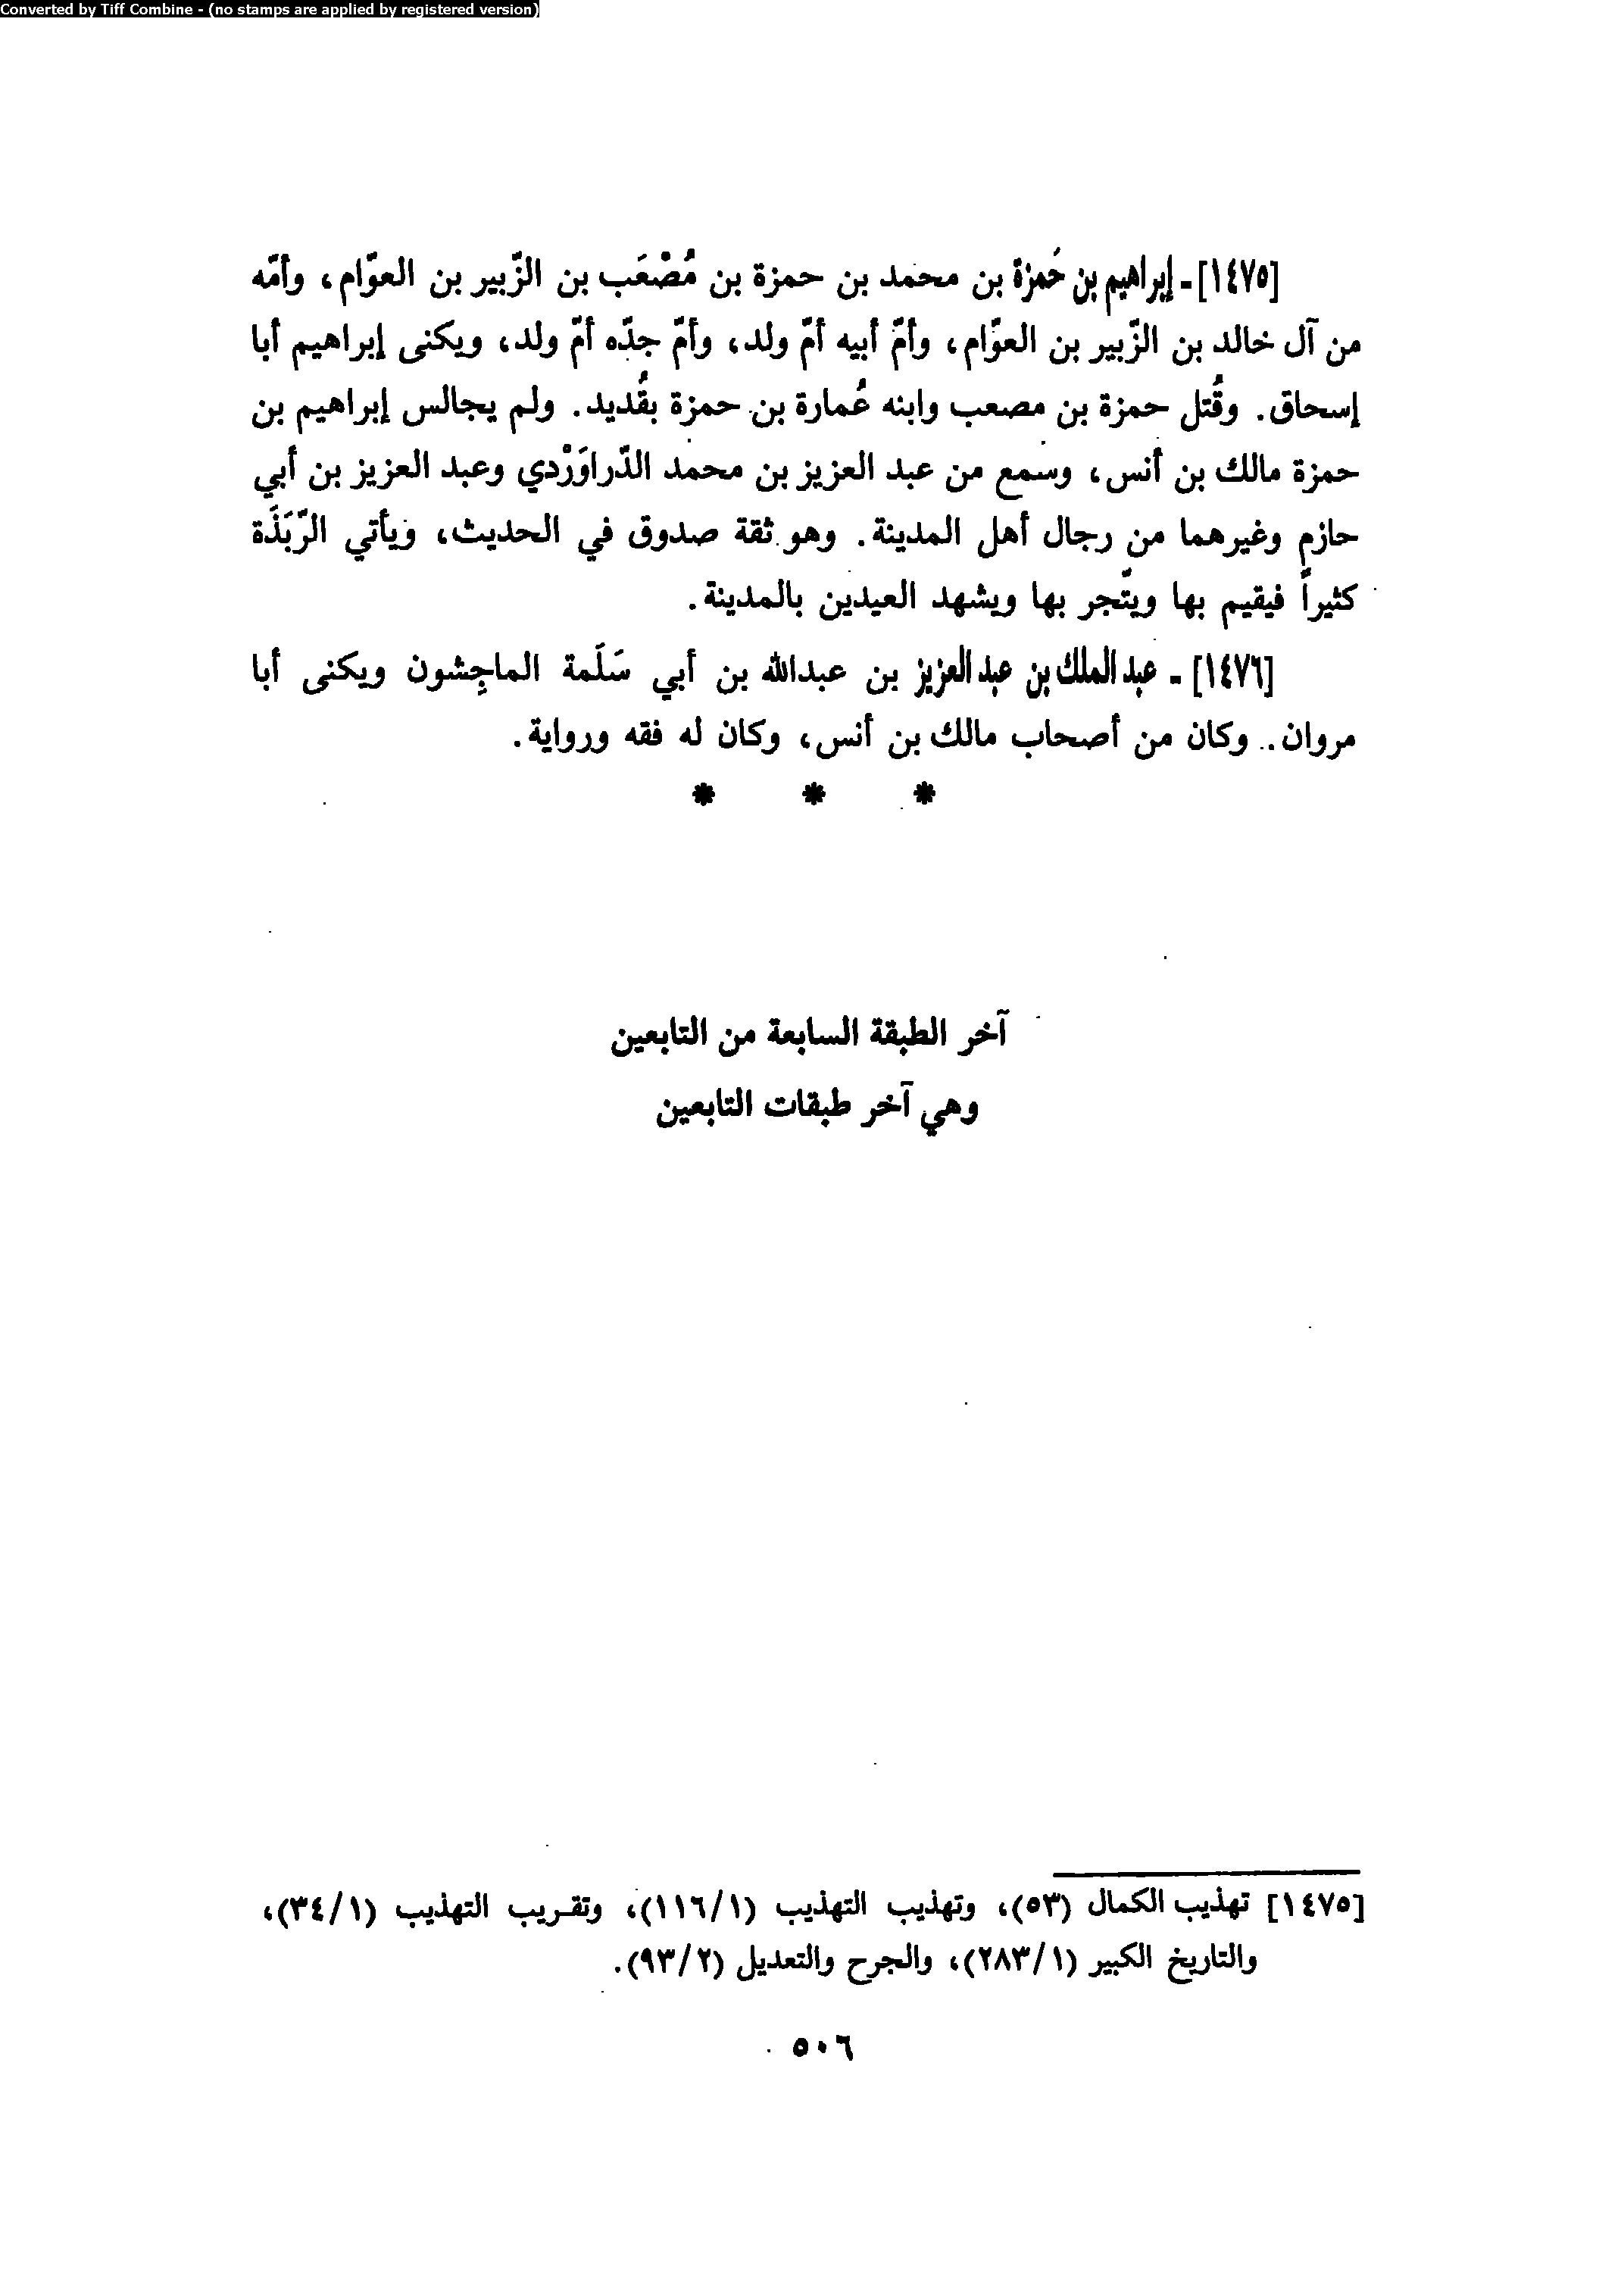 Converted by Tiff Combine - (no stamps are applied by registered version)
[١٤٧٥]- إبراهيم بن حُمزة بن محمد بن حمزة بن مُصْعَب بن الزّبير بن العوّام، وأمّه
من آل خالد بن الزّبير بن العوّام، وأمّ أبيه أمّ ولد، وأمّ جدّه أمّ ولد، ويكنى إبراهيم أبا
إسحاق. وقُتل حمزة بن مصعب وابنه عُمارة بن حمزة بقُديد. ولم يجالس إبراهيم بن
حمزة مالك بن أنس، وسمع من عبد العزيز بن محمد الدّراوَرْدي وعبد العزيز بن أبي
حازم وغيرهما من رجال أهل المدينة. وهو ثقة صدوق في الحديث، ويأتي الرّبَذَة
كثيراً فيقيم بها ويتّجر بها ويشهد العيدين بالمدينة.
[١٤٧٦] - عبد الملك بن عبد العزيز بن عبدالله بن أبي سَلَمة الماجِشون ويكنى أبا
مروان. وكان من أصحاب مالك بن أنس، وكان له فقه ورواية.
* * *
آخر الطبقة السابعة من التابعين
وهي آخر طبقات التابعين
[١٤٧٥] تهذيب الكمال (٥٣)، وتهذيب التهذيب (١١٦/١)، وتقريب التهذيب (٣٤/١)،
والتاريخ الكبير (٢٨٣/١)، والجرح والتعديل (٩٣/٢).
٥٠٦